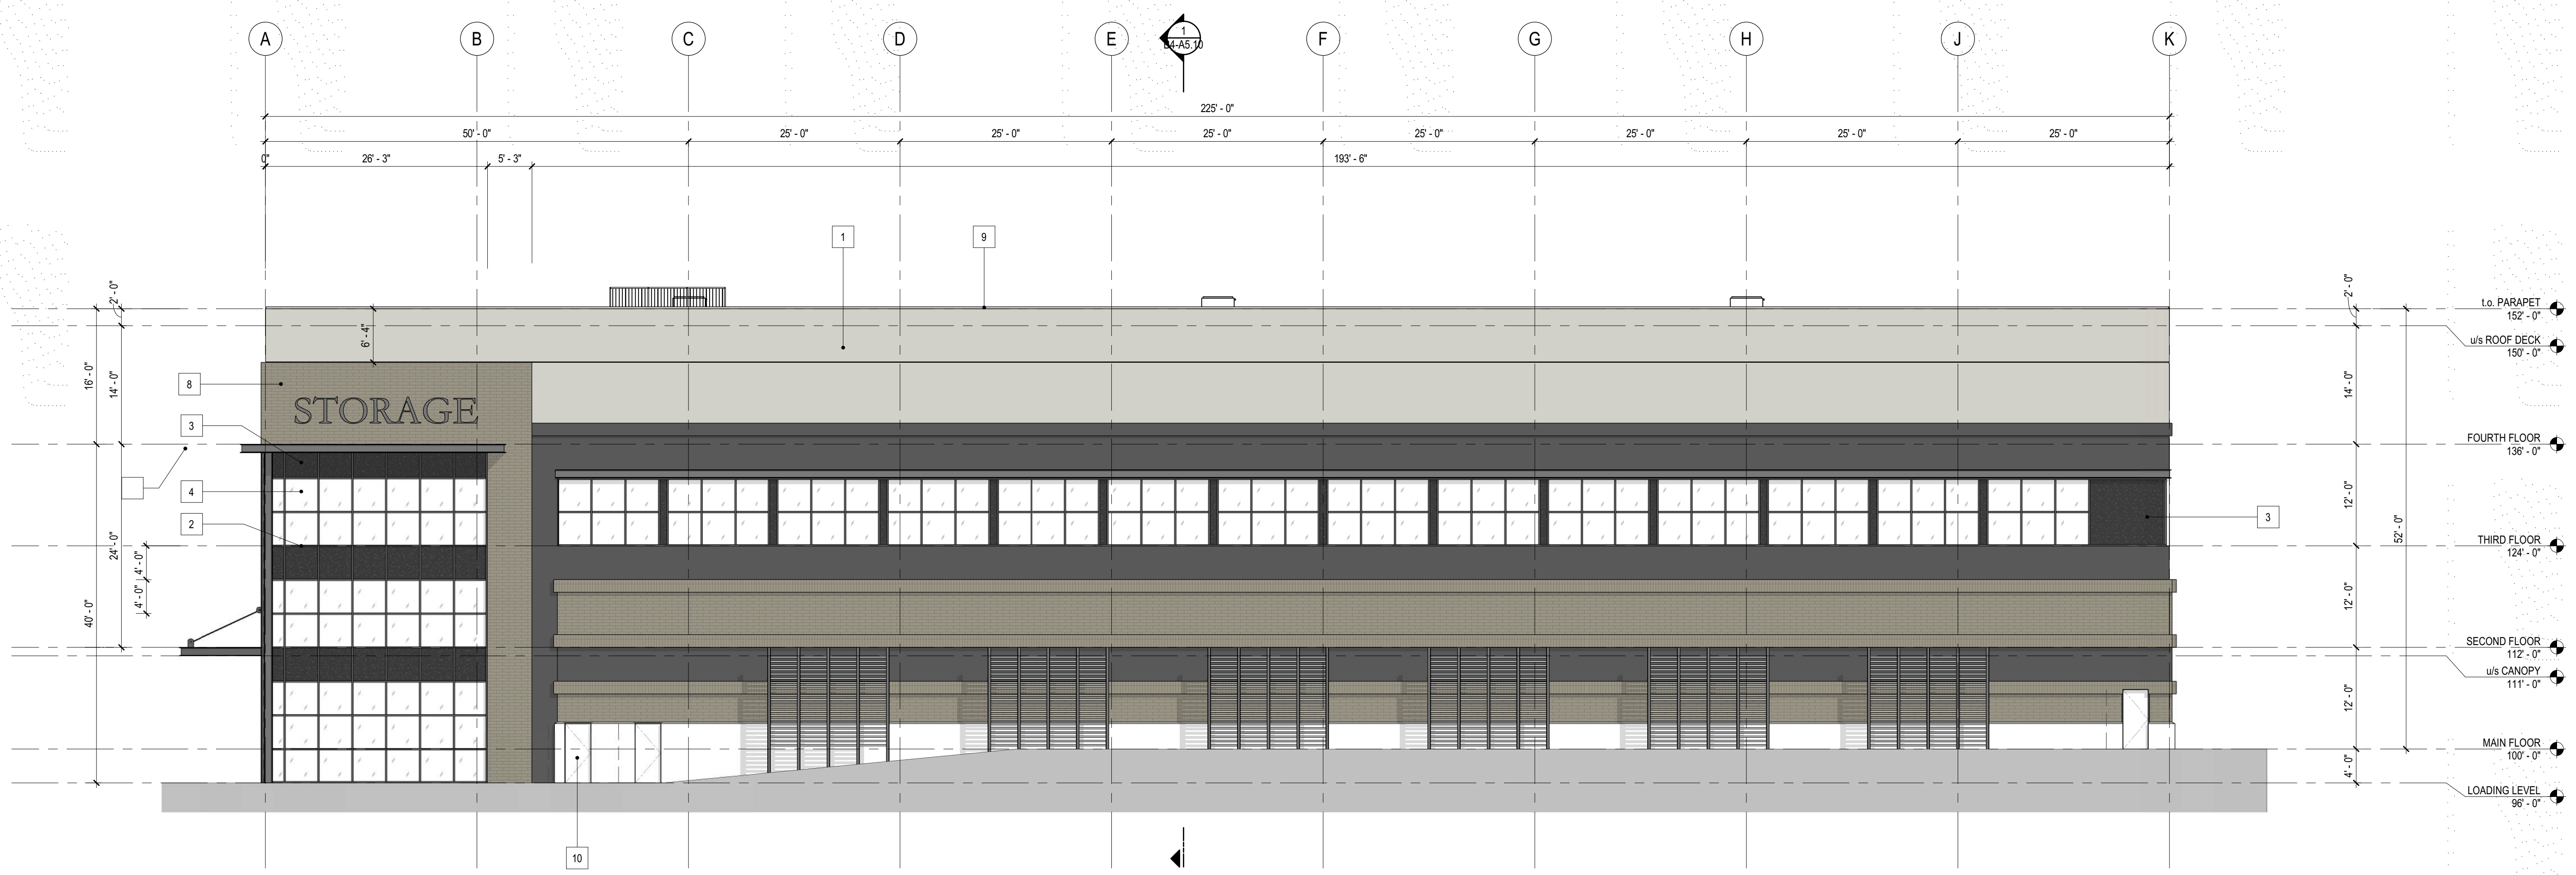 A B C D E F G H J K
1
B4-A5.10
225' - 0"
50' - 0" 25' - 0" 25' - 0" 25' - 0" 25' - 0" 25' - 0" 25' - 0" 25' - 0"
0" 26' - 3" 5' - 3" 193' - 6"
1 9
2' - 0"
16' - 0"
14' - 0"
6' - 4"
24' - 0"
4' - 0"
4' - 0"
40' - 0"
8
3
4
2
STORAGE
10
3
2' - 0"
14' - 0"
12' - 0"
52' - 0"
12' - 0"
12' - 0"
4' - 0"
t.o. PARAPET
152' - 0"
u/s ROOF DECK
150' - 0"
FOURTH FLOOR
136' - 0"
THIRD FLOOR
124' - 0"
SECOND FLOOR
112' - 0"
u/s CANOPY
111' - 0"
MAIN FLOOR
100' - 0"
LOADING LEVEL
96' - 0"